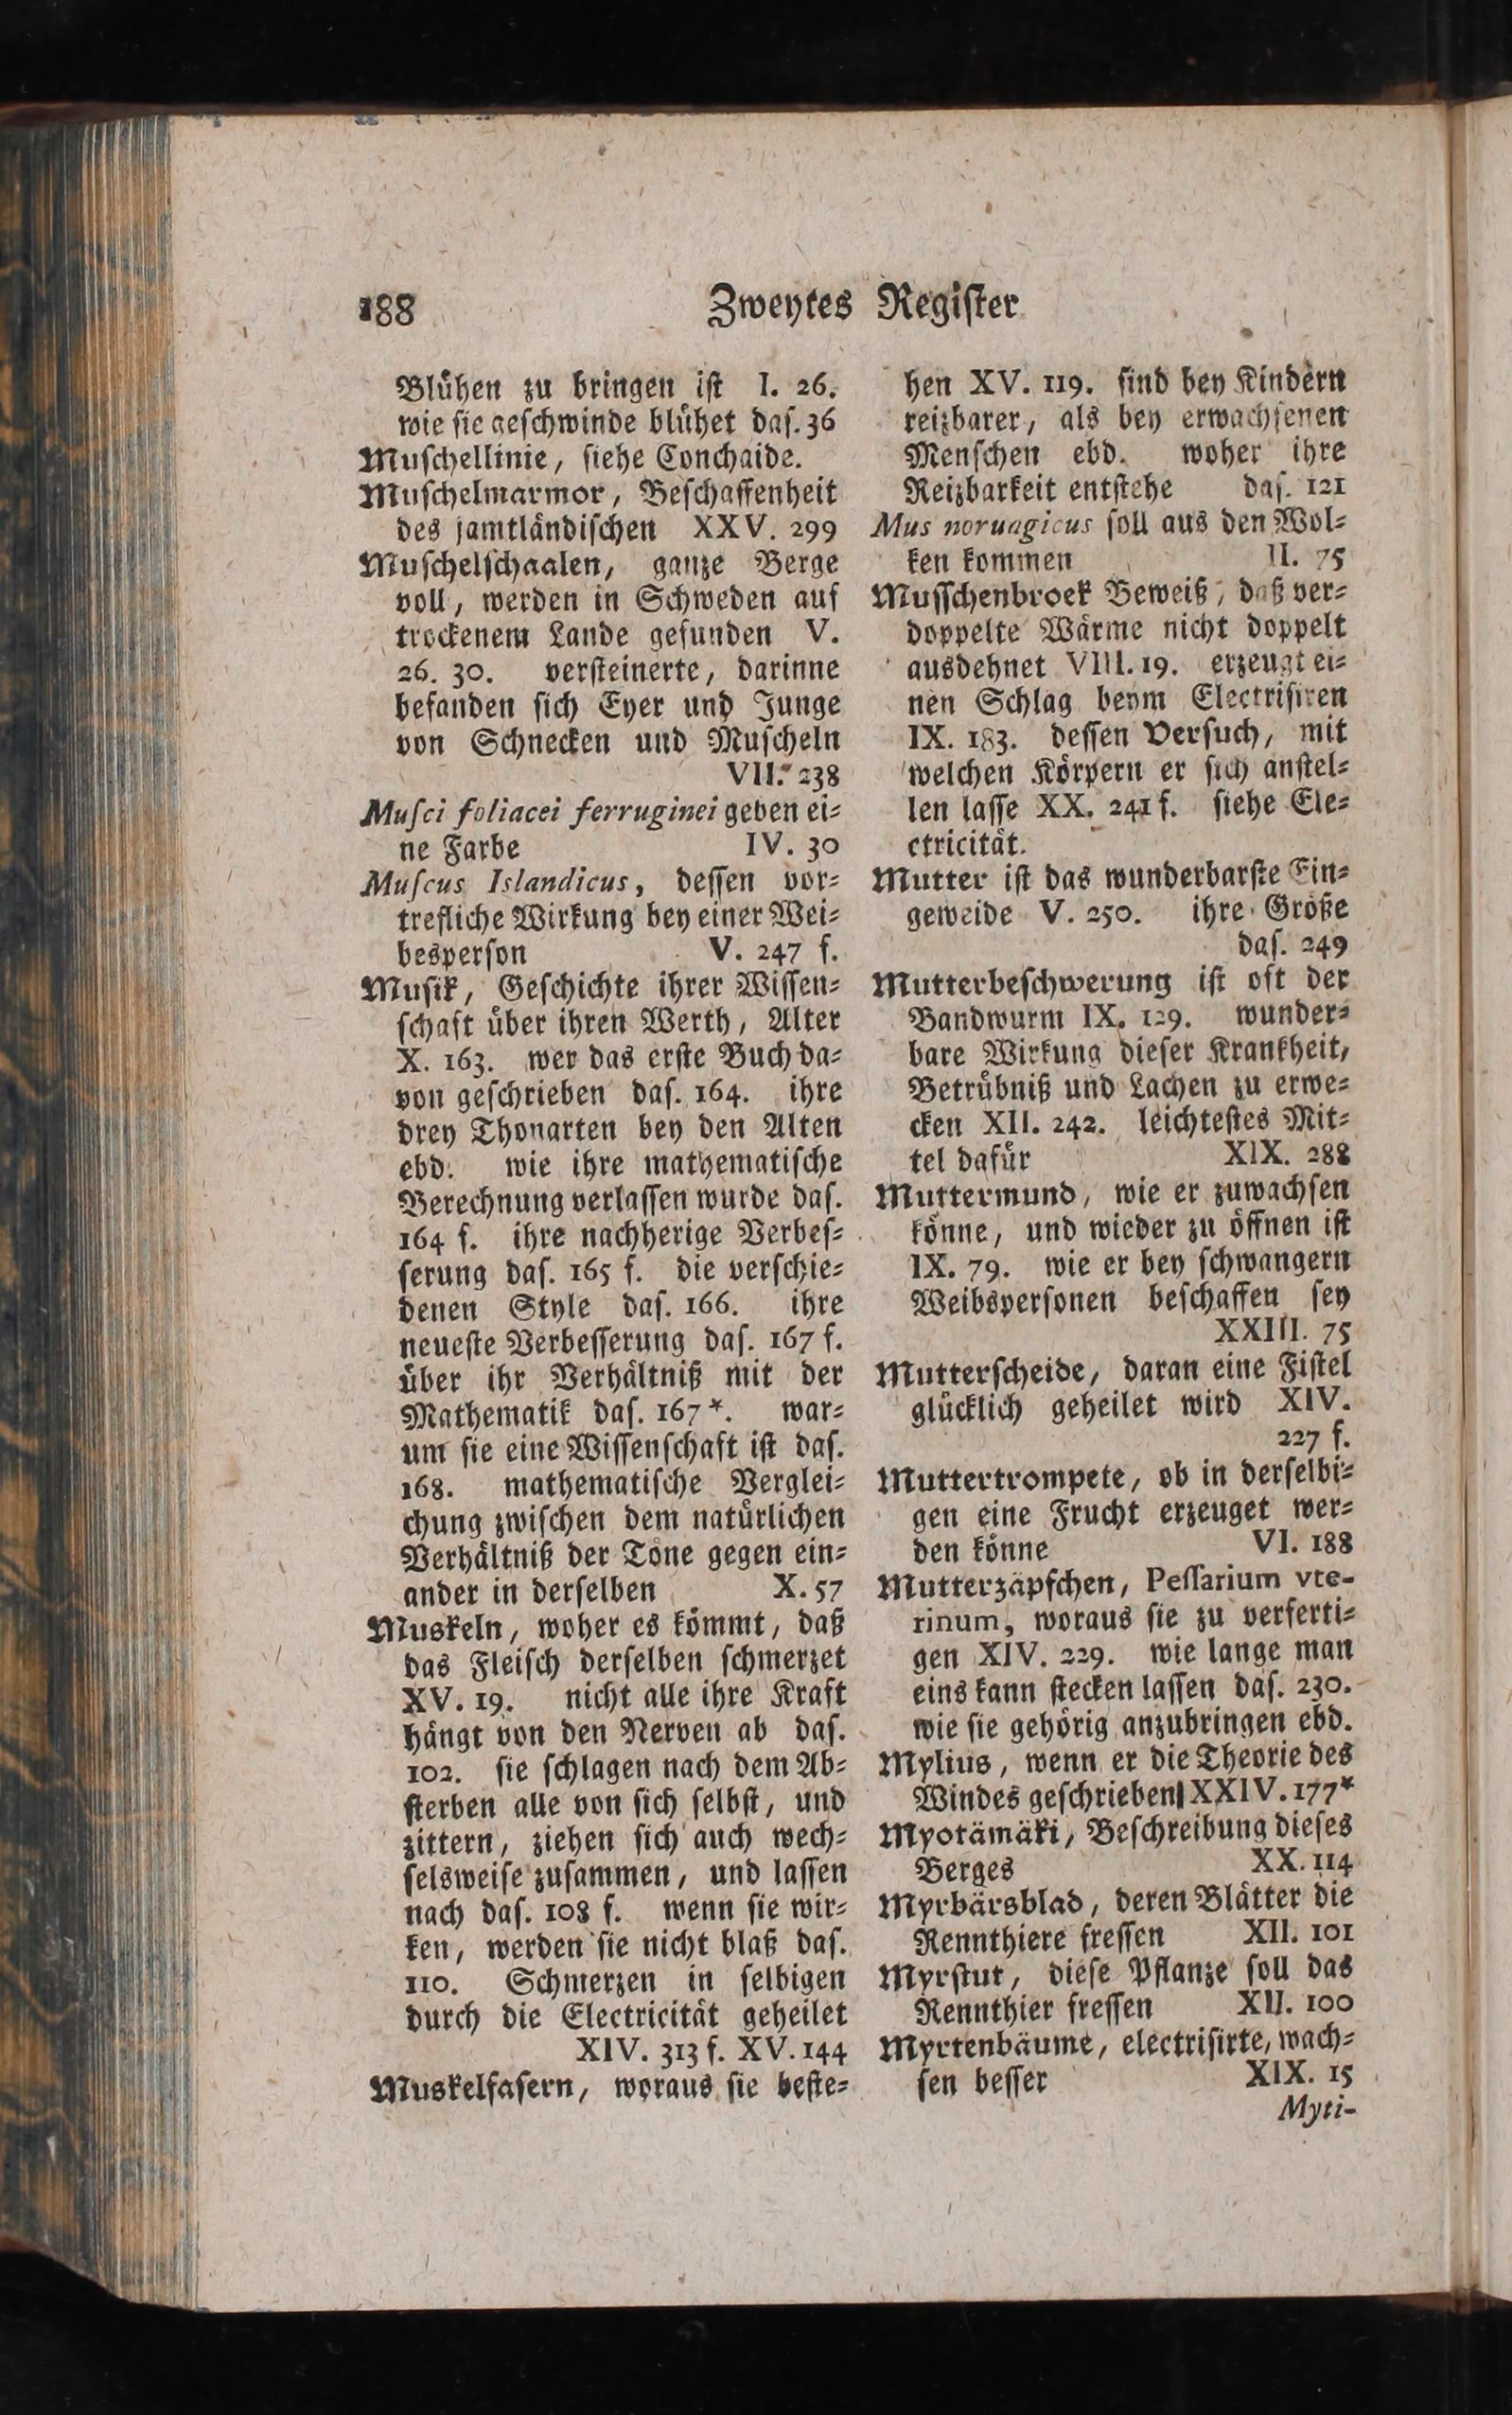 188 Zweytes Register
Blühen zu bringen ist I. 26.
wie sie geschwinde blühet das. 36
Muschellinie, siehe Conchaide.
Muschelmarmor, Beschaffenheit
des jamtländischen XXV. 299
Muschelschaalen, ganze Berge
voll, werden in Schweden auf
trockenem Lande gefunden V.
26. 30. versteinerte, darinne
befanden sich Eyer und Junge
von Schnecken und Muscheln
VII. 238
Musci foliacei ferruginei geben ei-
ne Farbe IV. 30
Muscus Islandicus, dessen vor-
trefliche Wirkung bey einer Wei-
besperson V. 247 f.
Musik, Geschichte ihrer Wissen-
schaft über ihren Werth, Alter
X. 163. wer das erste Buch da-
von geschrieben das. 164. ihre
drey Thonarten bey den Alten
ebd. wie ihre mathematische
Berechnung verlassen wurde das.
164 f. ihre nachherige Verbes-
serung das. 165 f. die verschie-
denen Style das. 166. ihre
neueste Verbesserung das. 167 f.
über ihr Verhältniß mit der
Mathematik das. 167*. war-
um sie eine Wissenschaft ist das.
168. mathematische Verglei-
chung zwischen dem natürlichen
Verhältniß der Töne gegen ein-
ander in derselben X. 57
Muskeln, woher es kömmt, daß
das Fleisch derselben schmerzet
XV. 19. nicht alle ihre Kraft
hängt von den Nerven ab das.
102. sie schlagen nach dem Ab-
sterben alle von sich selbst, und
zittern, ziehen sich auch wech-
selsweise zusammen, und lassen
nach das. 108 f. wenn sie wir-
ken, werden sie nicht blaß das.
110. Schmerzen in selbigen
durch die Electricität geheilet
XIV. 313 f. XV. 144
Muskelfasern, woraus sie beste-
hen XV. 119. sind bey Kindern
reizbarer, als bey erwachsenen
Menschen ebd. woher ihre
Reizbarkeit entstehe das. 121
Mus noruagicus soll aus den Wol-
ken kommen II. 75
Musschenbroek Beweiß, daß ver-
doppelte Wärme nicht doppelt
ausdehnet VIII. 19. erzeugt ei-
nen Schlag beym Electrisiren
IX. 183. dessen Versuch, mit
welchen Körpern er sich anstel-
len lasse XX. 241 f. siehe Ele-
ctricität.
Mutter ist das wunderbarste Ein-
geweide V. 250. ihre Größe
das. 249
Mutterbeschwerung ist oft der
Bandwurm IX. 129. wunder-
bare Wirkung dieser Krankheit,
Betrübniß und Lachen zu erwe-
cken XII. 242. leichtestes Mit-
tel dafür XIX. 288
Muttermund, wie er zuwachsen
könne, und wieder zu öffnen ist
IX. 79. wie er bey schwangern
Weibspersonen beschaffen sey
XXIII. 75
Mutterscheide, daran eine Fistel
glücklich geheilet wird XIV.
227 f.
Muttertrompete, ob in derselbi-
gen eine Frucht erzeuget wer-
den könne VI. 188
Mutterzäpfchen, Pessarium vte-
rinum, woraus sie zu verferti-
gen XIV. 229. wie lange man
eins kann stecken lassen das. 230.
wie sie gehörig anzubringen ebd.
Mylius, wenn er die Theorie des
Windes geschrieben XXIV. 177*
Myotämäki, Beschreibung dieses
Berges XX. 114
Myrbärsblad, deren Blätter die
Rennthiere fressen XII. 101
Myrstut, diese Pflanze soll das
Rennthier fressen XII. 100
Myrtenbäume, electrisirte, wach-
sen besser XIX. 15
Myti-